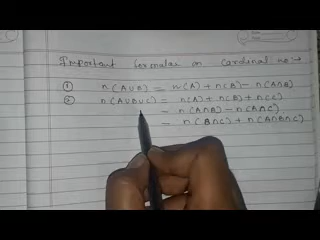 Important formulas on Cardinal no :→
① n(A∪B) = n(A) + n(B) - n(A∩B)
② n(A∪B∪C) = n(A) + n(B) + n(C)
- n(A∩B) - n(A∩C)
- n(B∩C) + n(A∩B∩C)